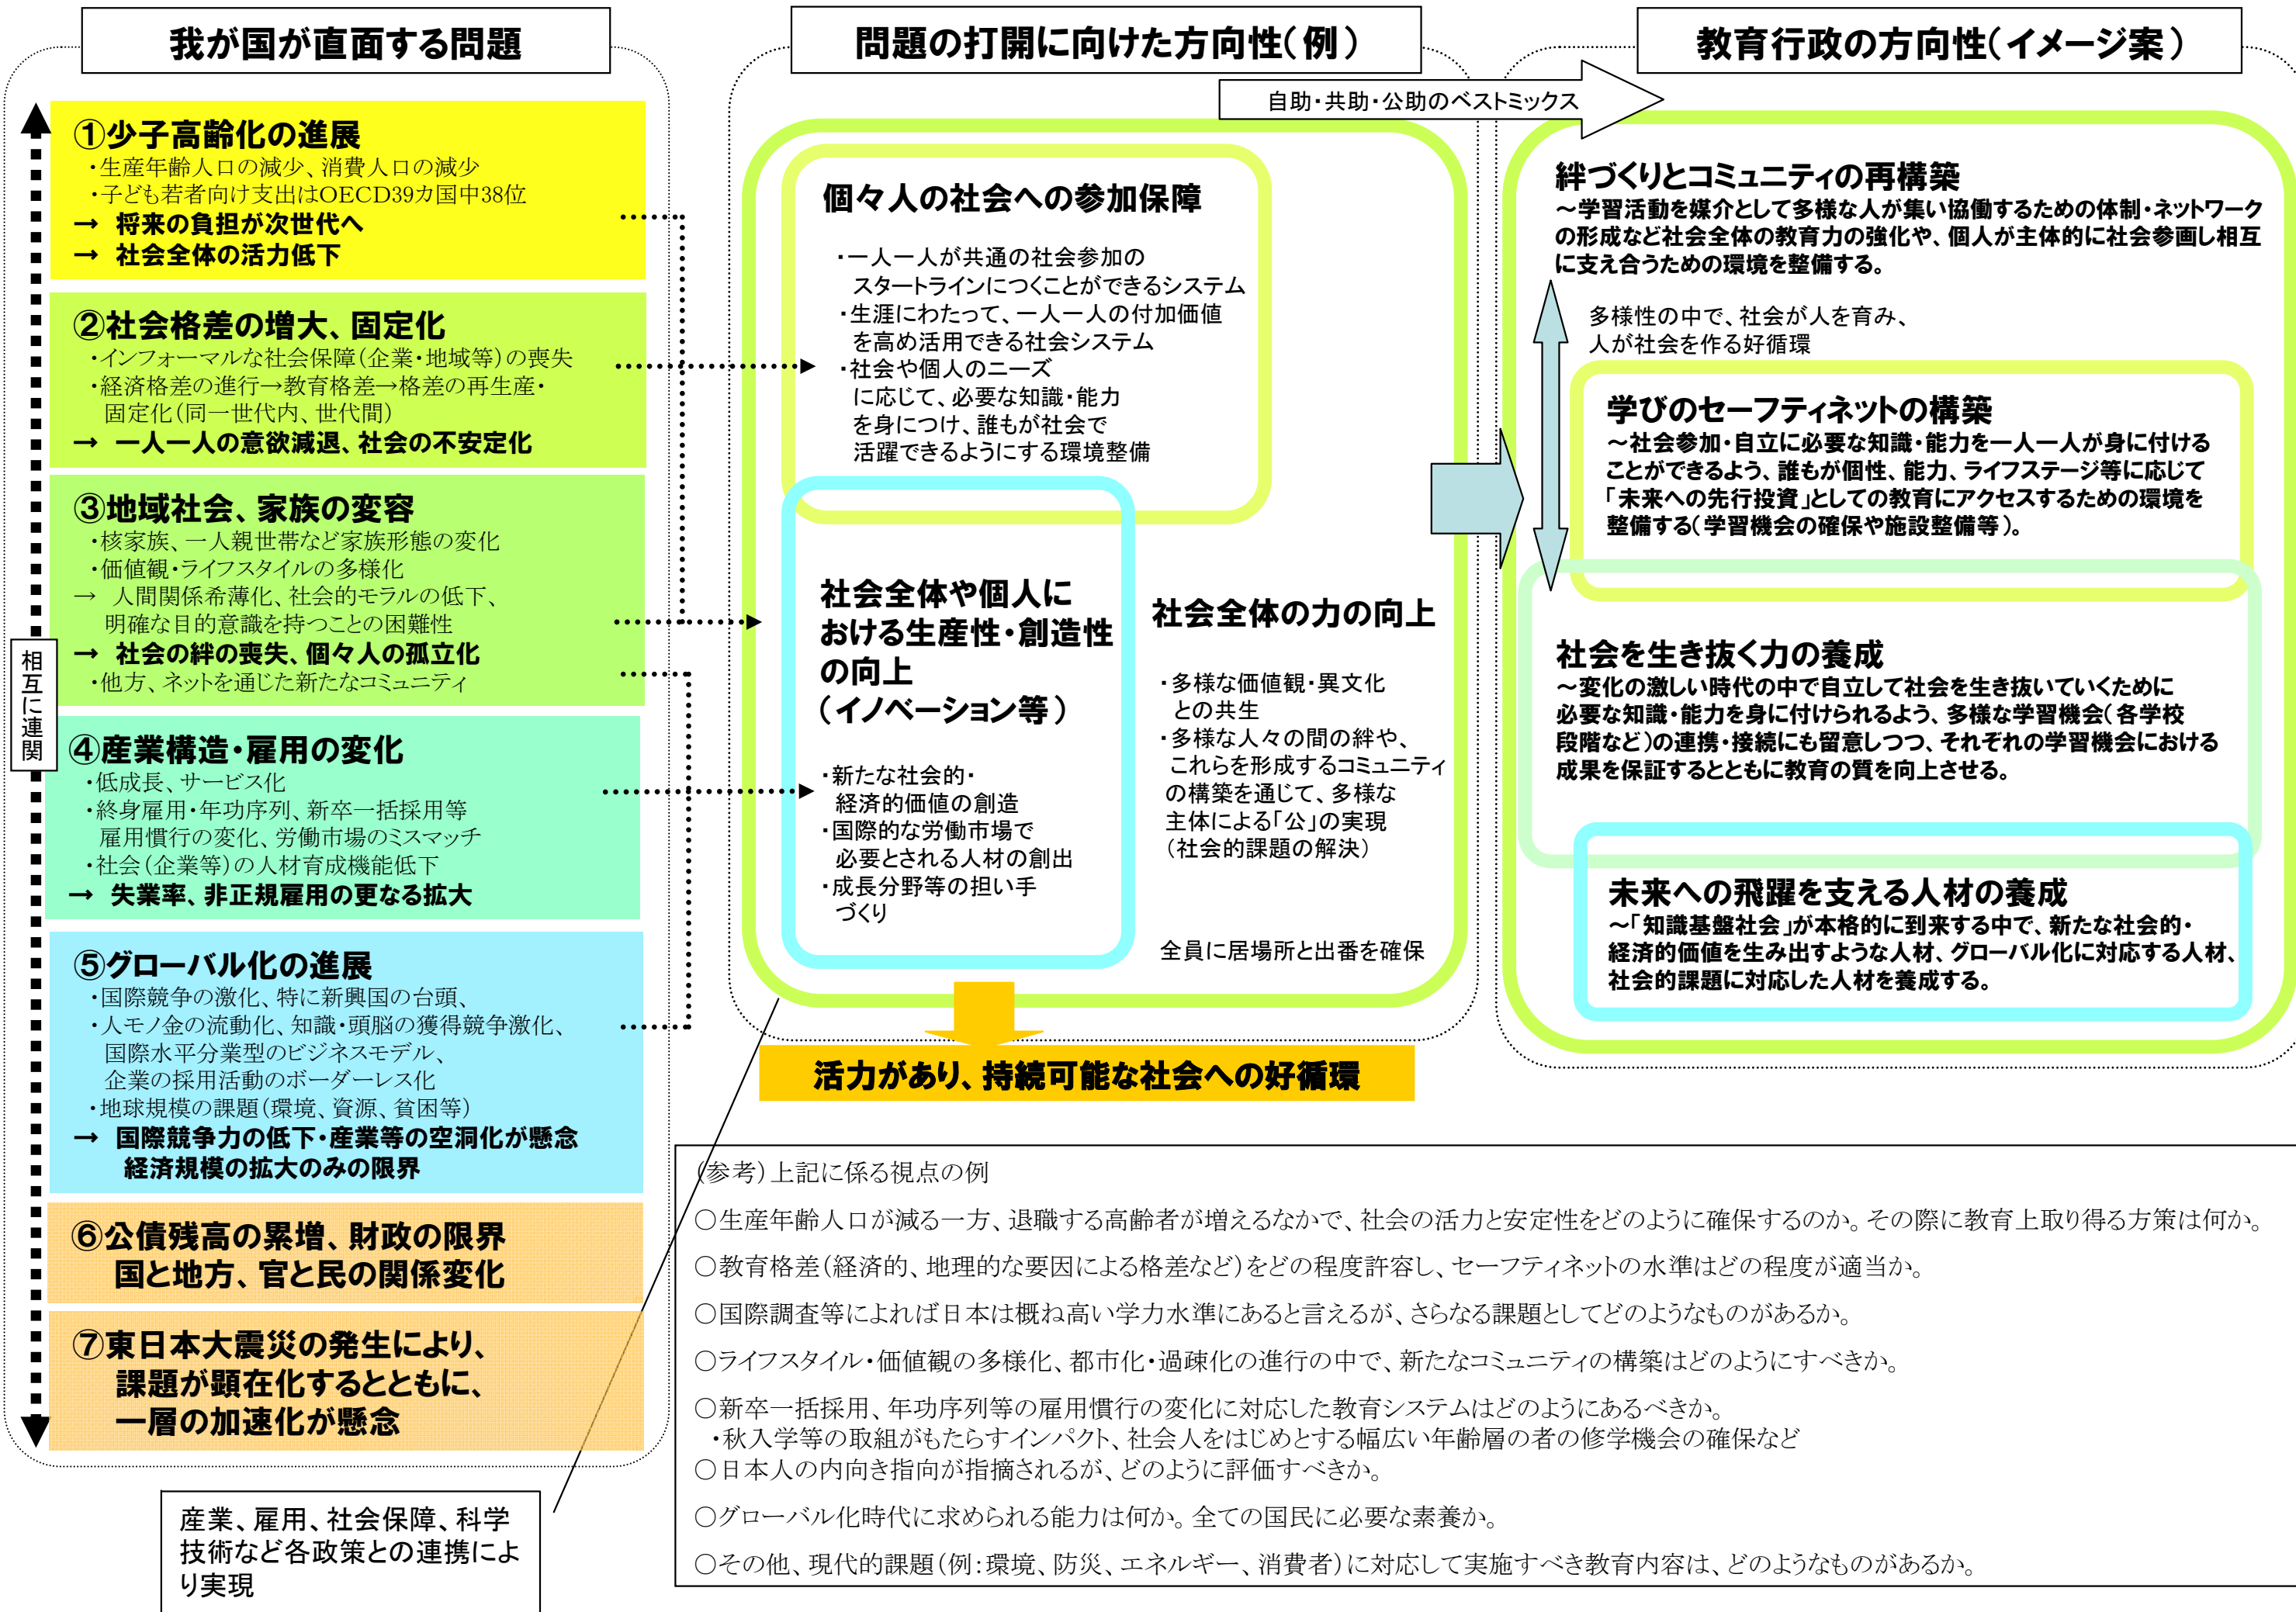 我が国が直面する問題
相互に連関
①少子高齢化の進展
・生産年齢人口の減少、消費人口の減少
・子ども若者向け支出はOECD39カ国中38位
→ 将来の負担が次世代へ
→ 社会全体の活力低下
②社会格差の増大、固定化
・インフォーマルな社会保障(企業・地域等)の喪失
・経済格差の進行→教育格差→格差の再生産・
固定化(同一世代内、世代間)
→ 一人一人の意欲減退、社会の不安定化
③地域社会、家族の変容
・核家族、一人親世帯など家族形態の変化
・価値観・ライフスタイルの多様化
→ 人間関係希薄化、社会的モラルの低下、
明確な目的意識を持つことの困難性
→ 社会の絆の喪失、個々人の孤立化
・他方、ネットを通じた新たなコミュニティ
④産業構造・雇用の変化
・低成長、サービス化
・終身雇用・年功序列、新卒一括採用等
雇用慣行の変化、労働市場のミスマッチ
・社会(企業等)の人材育成機能低下
→ 失業率、非正規雇用の更なる拡大
⑤グローバル化の進展
・国際競争の激化、特に新興国の台頭、
・人モノ金の流動化、知識・頭脳の獲得競争激化、
国際水平分業型のビジネスモデル、
企業の採用活動のボーダーレス化
・地球規模の課題(環境、資源、貧困等)
→ 国際競争力の低下・産業等の空洞化が懸念
経済規模の拡大のみの限界
⑥公債残高の累増、財政の限界
国と地方、官と民の関係変化
⑦東日本大震災の発生により、
課題が顕在化するとともに、
一層の加速化が懸念
産業、雇用、社会保障、科学
技術など各政策との連携によ
り実現
問題の打開に向けた方向性(例)
自助・共助・公助のベストミックス
個々人の社会への参加保障
・一人一人が共通の社会参加の
スタートラインにつくことができるシステム
・生涯にわたって、一人一人の付加価値
を高め活用できる社会システム
・社会や個人のニーズ
に応じて、必要な知識・能力
を身につけ、誰もが社会で
活躍できるようにする環境整備
社会全体や個人に
おける生産性・創造性
の向上
(イノベーション等)
・新たな社会的・
経済的価値の創造
・国際的な労働市場で
必要とされる人材の創出
・成長分野等の担い手
づくり
社会全体の力の向上
・多様な価値観・異文化
との共生
・多様な人々の間の絆や、
これらを形成するコミュニティ
の構築を通じて、多様な
主体による「公」の実現
(社会的課題の解決)
全員に居場所と出番を確保
活力があり、持続可能な社会への好循環
教育行政の方向性(イメージ案)
絆づくりとコミュニティの再構築
～学習活動を媒介として多様な人が集い協働するための体制・ネットワーク
の形成など社会全体の教育力の強化や、個人が主体的に社会参画し相互
に支え合うための環境を整備する。
多様性の中で、社会が人を育み、
人が社会を作る好循環
学びのセーフティネットの構築
～社会参加・自立に必要な知識・能力を一人一人が身に付ける
ことができるよう、誰もが個性、能力、ライフステージ等に応じて
「未来への先行投資」としての教育にアクセスするための環境を
整備する(学習機会の確保や施設整備等)。
社会を生き抜く力の養成
～変化の激しい時代の中で自立して社会を生き抜いていくために
必要な知識・能力を身に付けられるよう、多様な学習機会(各学校
段階など)の連携・接続にも留意しつつ、それぞれの学習機会における
成果を保証するとともに教育の質を向上させる。
未来への飛躍を支える人材の養成
～「知識基盤社会」が本格的に到来する中で、新たな社会的・
経済的価値を生み出すような人材、グローバル化に対応する人材、
社会的課題に対応した人材を養成する。
(参考)上記に係る視点の例
○生産年齢人口が減る一方、退職する高齢者が増えるなかで、社会の活力と安定性をどのように確保するのか。その際に教育上取り得る方策は何か。
○教育格差(経済的、地理的な要因による格差など)をどの程度許容し、セーフティネットの水準はどの程度が適当か。
○国際調査等によれば日本は概ね高い学力水準にあると言えるが、さらなる課題としてどのようなものがあるか。
○ライフスタイル・価値観の多様化、都市化・過疎化の進行の中で、新たなコミュニティの構築はどのようにすべきか。
○新卒一括採用、年功序列等の雇用慣行の変化に対応した教育システムはどのようにあるべきか。
・秋入学等の取組がもたらすインパクト、社会人をはじめとする幅広い年齢層の者の修学機会の確保など
○日本人の内向き指向が指摘されるが、どのように評価すべきか。
○グローバル化時代に求められる能力は何か。全ての国民に必要な素養か。
○その他、現代的課題(例:環境、防災、エネルギー、消費者)に対応して実施すべき教育内容は、どのようなものがあるか。